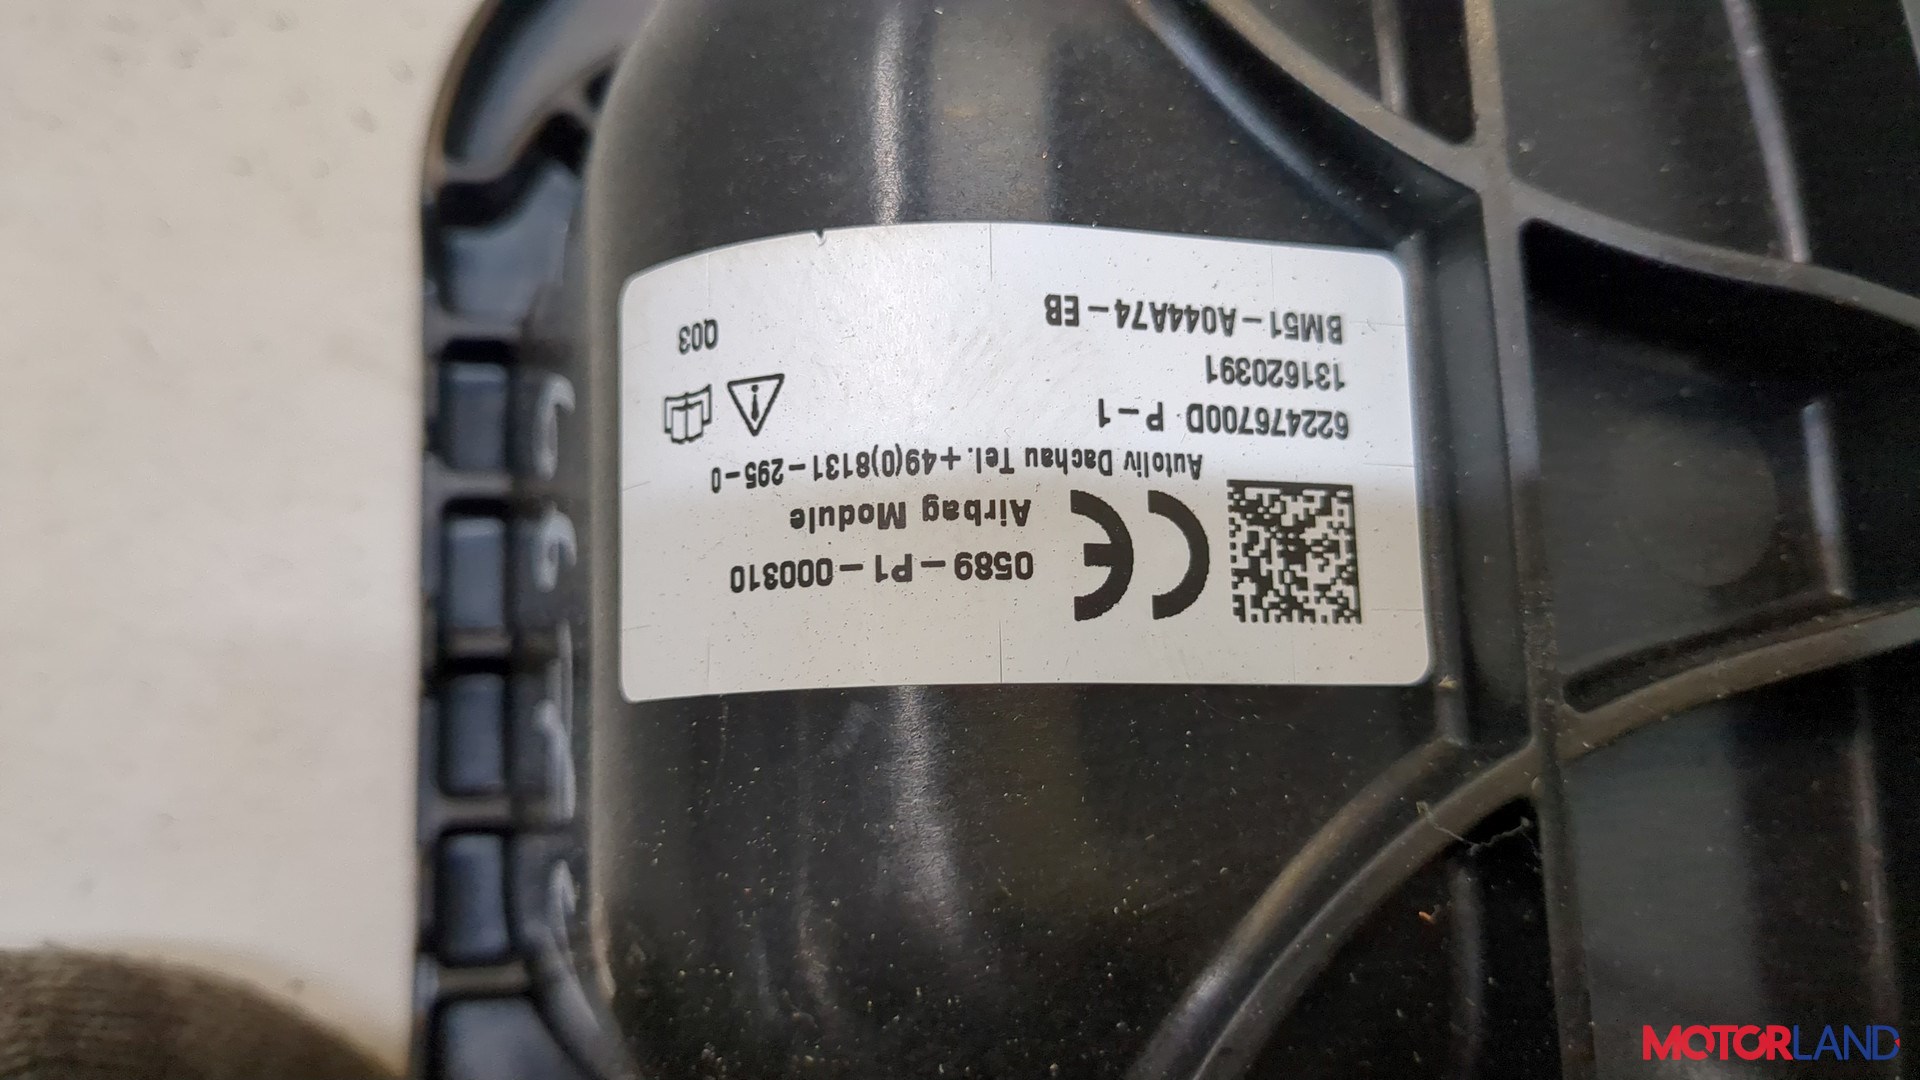 0589-P1-000310
Airbag Module
Autoliv Dachau Tel.+49(0)8131-295-0
622476700D P-1
131620391
BM51-A044A74-EB
Q03
MOTORLAND